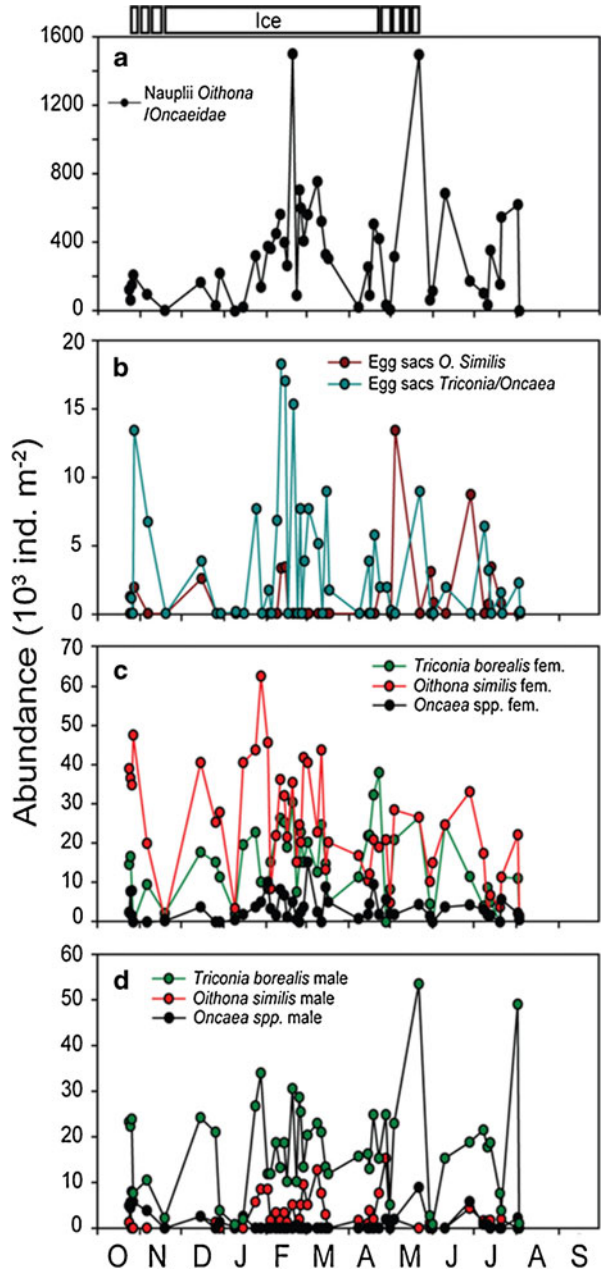 Ice
1600
a
Nauplii Oithona
/Oncaeidae
1200
800
400
0
20
b
Egg sacs O. Similis
Egg sacs Triconia/Oncaea
15
10
5
0
Abundance (10³ ind. m⁻²)
70
c
Triconia borealis fem.
Oithona similis fem.
Oncaea spp. fem.
60
50
40
30
20
10
0
60
d
Triconia borealis male
Oithona similis male
Oncaea spp. male
50
40
30
20
10
0
O N D J F M A M J J A S